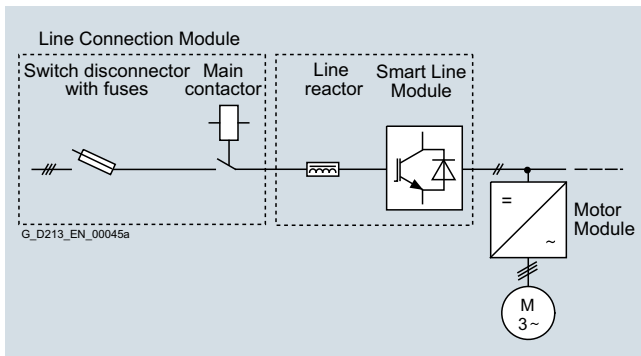 Line Connection Module
Switch disconnector
with fuses
Main
contactor
Line
reactor
Smart Line
Module
G_D213_EN_00045a
=
~
Motor
Module
M
3~